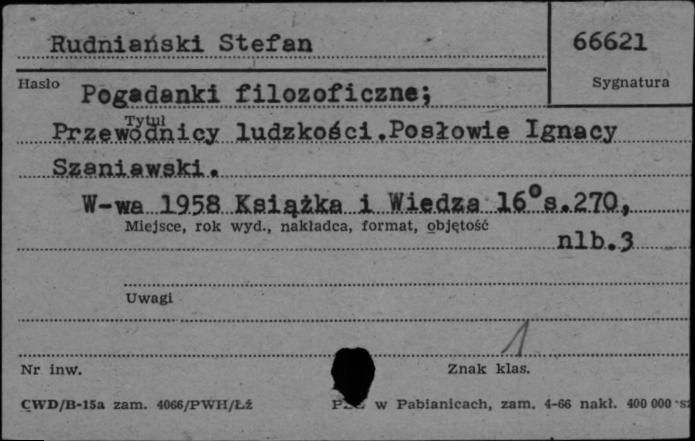 Rudniański Stefan
66621
Hasło
Sygnatura
Pogadanki filozoficzne;
Tytuł
Przewodnicy ludzkości.Posłowie Ignacy
Szaniawski.
W-wa 1958 Książka i Wiedza 16° s.270,
Miejsce, rok wyd., nakładca, format, objętość
nlb.3
Uwagi
1
Nr inw.
Znak klas.
CWD/B-15a zam. 4066/PWH/Łź
w Pabianicach, zam. 4-66 nakł. 400 000